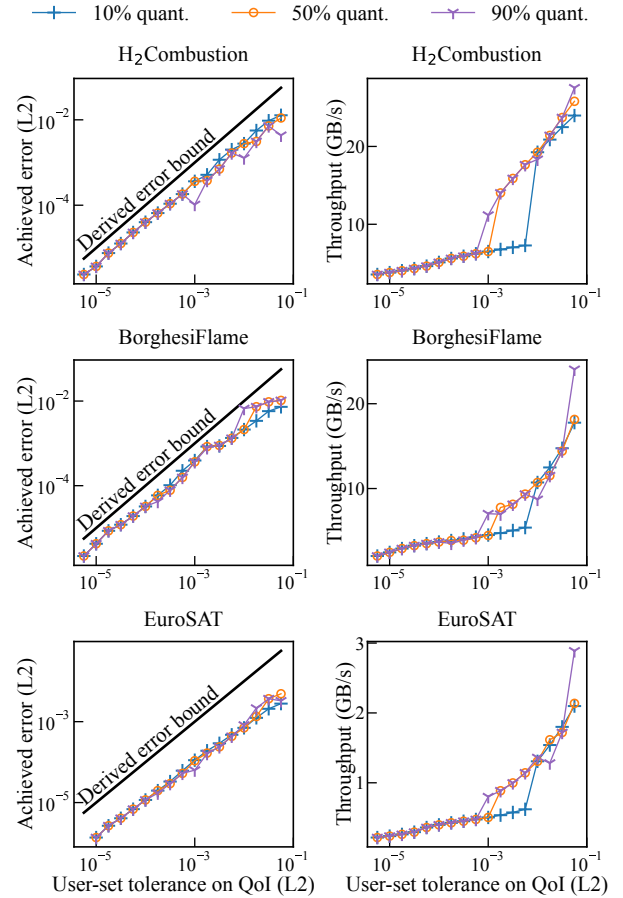 10% quant. 50% quant. 90% quant.
H₂Combustion
Achieved error (L2)
10⁻²
10⁻⁴
Derived error bound
10⁻⁵ 10⁻³ 10⁻¹
H₂Combustion
Throughput (GB/s)
20
10
10⁻⁵ 10⁻³ 10⁻¹
BorghesiFlame
Achieved error (L2)
10⁻²
10⁻⁴
Derived error bound
10⁻⁵ 10⁻³ 10⁻¹
BorghesiFlame
Throughput (GB/s)
20
10
10⁻⁵ 10⁻³ 10⁻¹
EuroSAT
Achieved error (L2)
10⁻³
10⁻⁵
Derived error bound
10⁻⁵ 10⁻³ 10⁻¹
User-set tolerance on QoI (L2)
EuroSAT
Throughput (GB/s)
3
2
1
10⁻⁵ 10⁻³ 10⁻¹
User-set tolerance on QoI (L2)